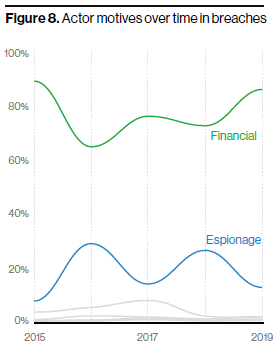 Figure 8. Actor motives over time in breaches
100%
80%
Financial
60%
40%
Espionage
20%
0%
2015 2017 2019